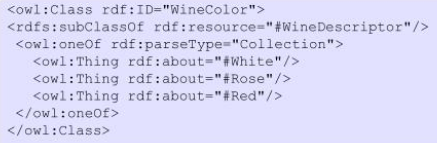 <owl:Class rdf:ID="WineColor">
<rdfs:subClassOf rdf:resource="#WineDescriptor"/>
<owl:oneOf rdf:parseType="Collection">
<owl:Thing rdf:about="#White"/>
<owl:Thing rdf:about="#Rose"/>
<owl:Thing rdf:about="#Red"/>
</owl:oneOf>
</owl:Class>